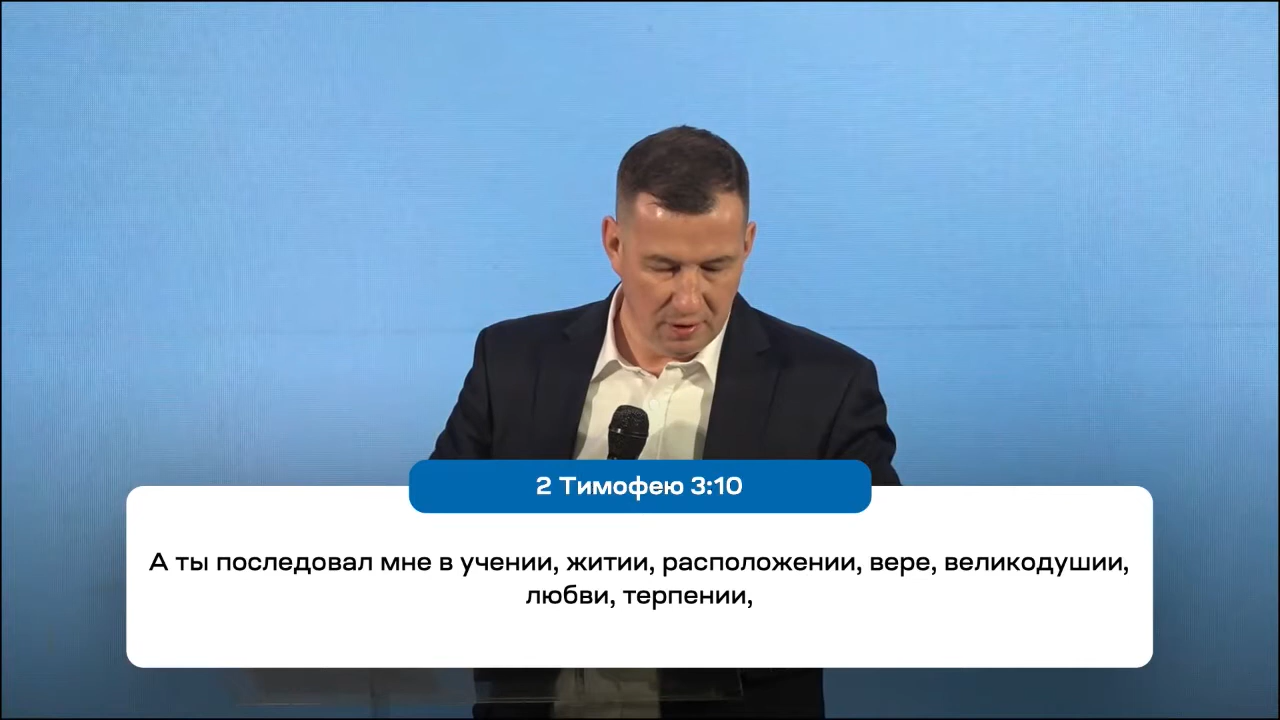 2 Тимофею 3:10
А ты последовал мне в учении, житии, расположении, вере, великодушии,
любви, терпении,